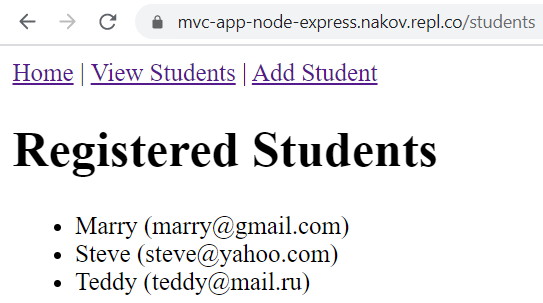 mvc-app-node-express.nakov.repl.co/students
Home | View Students | Add Student
Registered Students
• Marry (marry@gmail.com)
• Steve (steve@yahoo.com)
• Teddy (teddy@mail.ru)